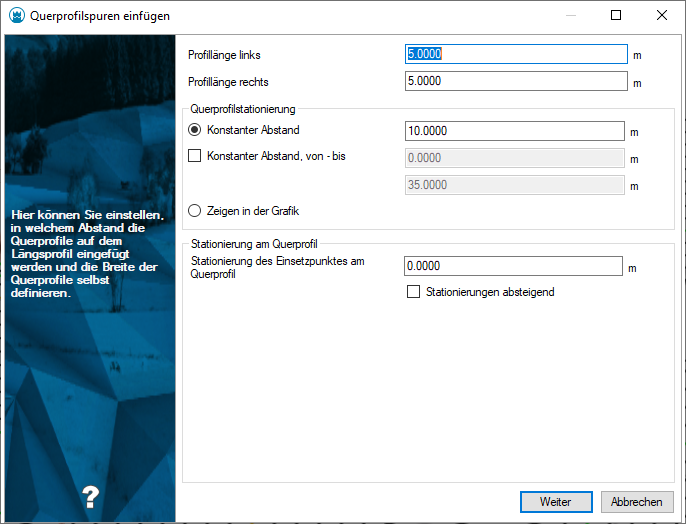 Querprofilspuren einfügen
Profillänge links
5.0000
m
Profillänge rechts
5.0000
m
Querprofilstationierung
Konstanter Abstand
10.0000
m
Konstanter Abstand, von - bis
0.0000
m
35.0000
m
Zeigen in der Grafik
Hier können Sie einstellen,
in welchem Abstand die
Querprofile auf dem
Längsprofil eingefügt
werden und die Breite der
Querprofile selbst
definieren.
Stationierung am Querprofil
Stationierung des Einsetzpunktes am
Querprofil
0.0000
m
Stationierungen absteigend
?
Weiter
Abbrechen